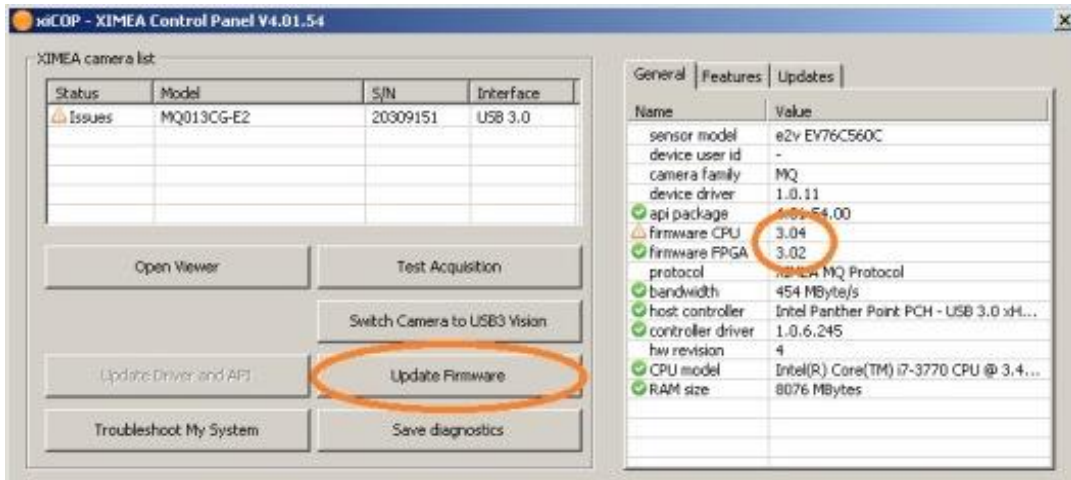 xiCOP - XIMEA Control Panel V4.01.54
XIMEA camera list
Status Model S/N Interface
Issues MQ013CG-E2 20309151 USB 3.0
Open Viewer Test Acquisition
Switch Camera to USB3 Vision
Update Driver and API Update Firmware
Troubleshoot My System Save diagnostics
General Features Updates
Name Value
sensor model e2v EV76C560C
device user id -
camera family MQ
device driver 1.0.11
api package 4.01.54.00
firmware CPU 3.04
firmware FPGA 3.02
protocol XIMEA MQ Protocol
bandwidth 454 MByte/s
host controller Intel Panther Point PCH - USB 3.0 xH...
controller driver 1.0.6.245
hw revision 4
CPU model Intel(R) Core(TM) i7-3770 CPU @ 3.4...
RAM size 8076 MBytes